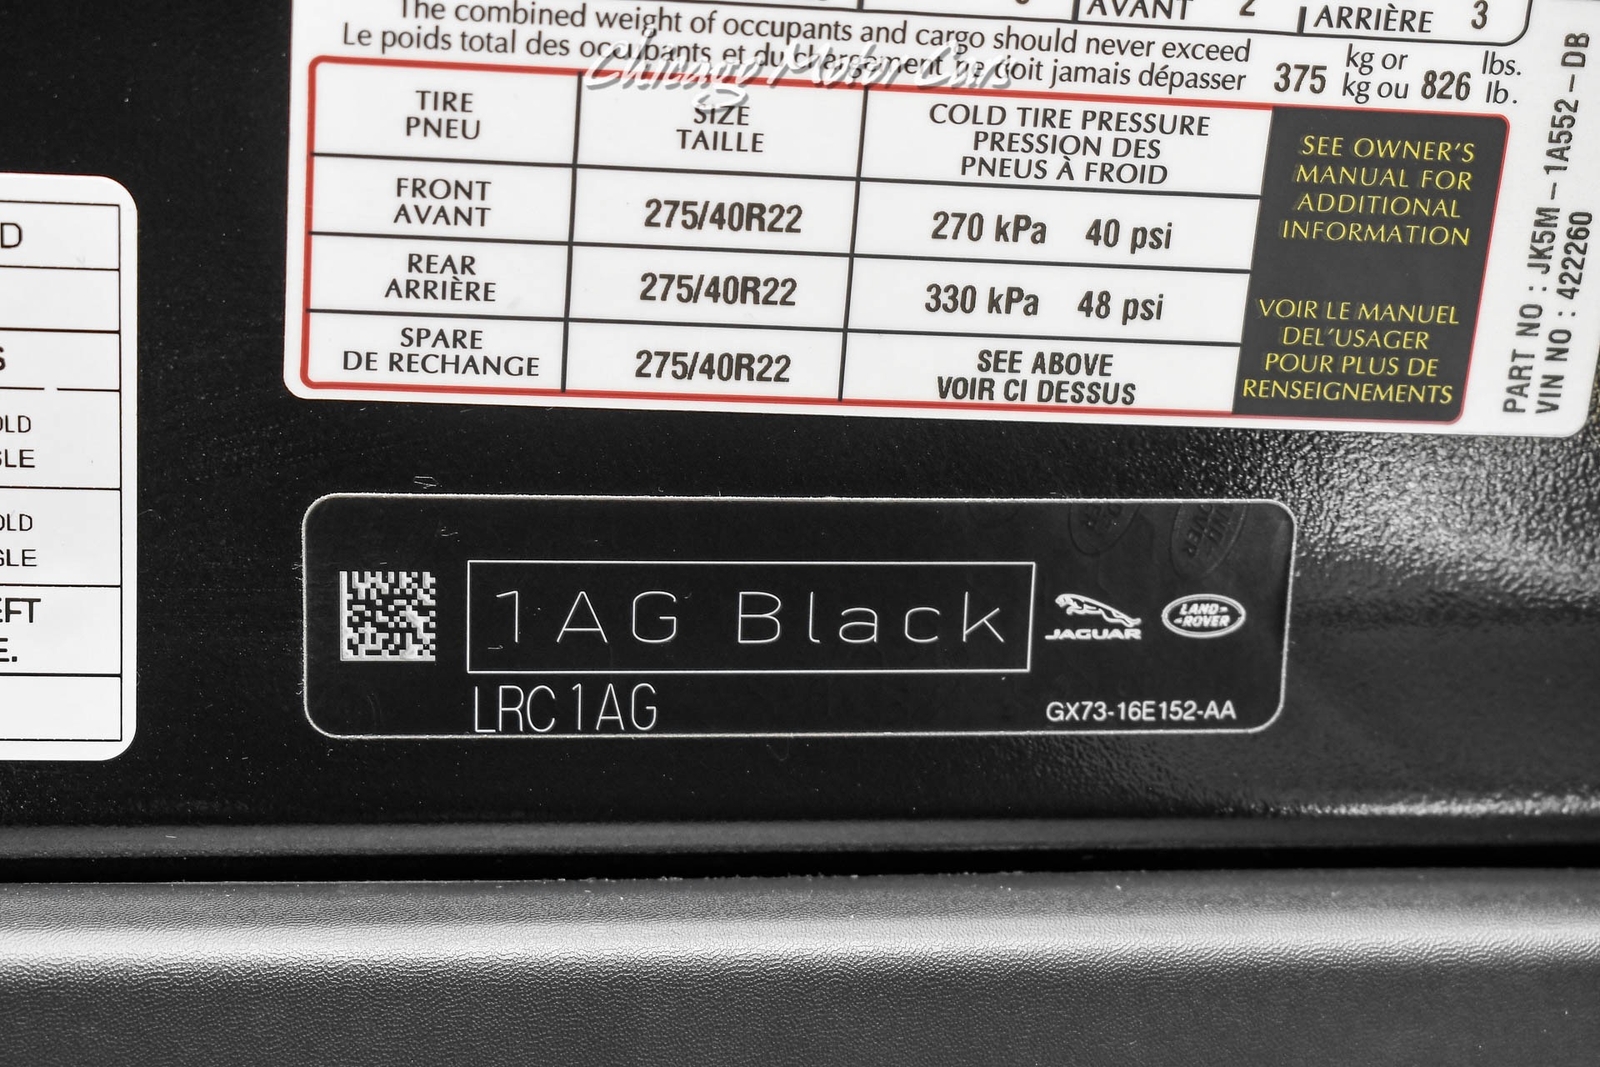 AVANT 2 ARRIÈRE 3
The combined weight of occupants and cargo should never exceed
Le poids total des occupants et du chargement ne doit jamais dépasser
375 kg or 826 lbs.
kg ou lb.
TIRE
PNEU
SIZE
TAILLE
COLD TIRE PRESSURE
PRESSION DES
PNEUS À FROID
FRONT
AVANT
275/40R22
270 kPa 40 psi
REAR
ARRIÈRE
275/40R22
330 kPa 48 psi
SPARE
DE RECHANGE
275/40R22
SEE ABOVE
VOIR CI DESSUS
SEE OWNER'S
MANUAL FOR
ADDITIONAL
INFORMATION
VOIR LE MANUEL
DEL'USAGER
POUR PLUS DE
RENSEIGNEMENTS
PART NO : JK5M-1A552-DB
VIN NO : 422260
Chicago Motor Cars
D
S
OLD
GLE
OLD
GLE
EFT
E.
1AG Black
LRC1AG
JAGUAR
LAND-
-ROVER
GX73-16E152-AA